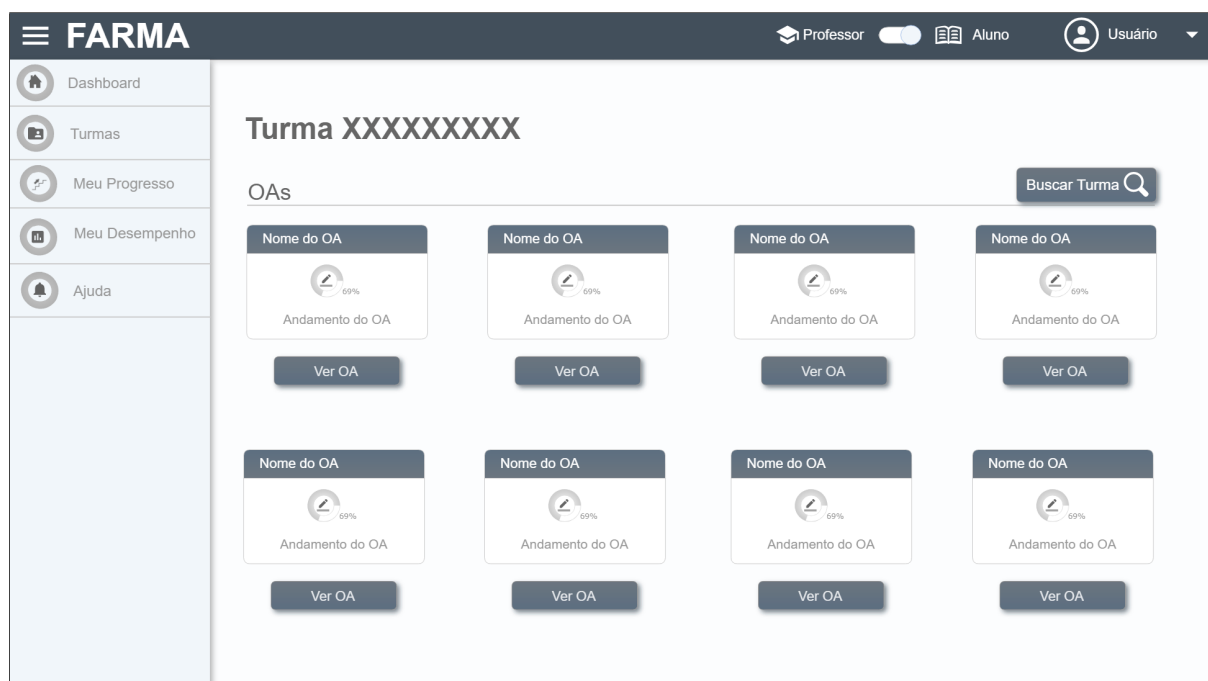 FARMA
Professor
Aluno
Usuário
Dashboard
Turmas
Meu Progresso
Meu Desempenho
Ajuda
Turma XXXXXXXXX
OAs
Buscar Turma
Nome do OA
Nome do OA
Nome do OA
Nome do OA
69%
69%
69%
69%
Andamento do OA
Andamento do OA
Andamento do OA
Andamento do OA
Ver OA
Ver OA
Ver OA
Ver OA
Nome do OA
Nome do OA
Nome do OA
Nome do OA
69%
69%
69%
69%
Andamento do OA
Andamento do OA
Andamento do OA
Andamento do OA
Ver OA
Ver OA
Ver OA
Ver OA